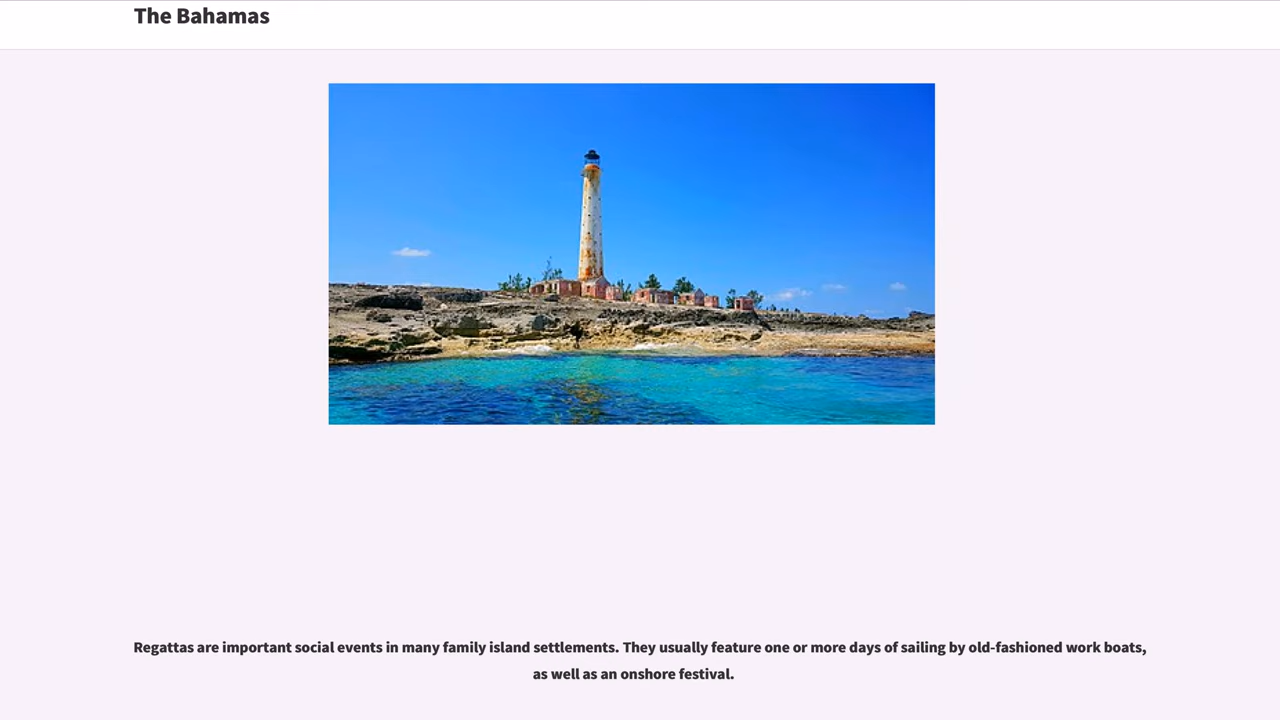 The Bahamas
Regattas are important social events in many family island settlements. They usually feature one or more days of sailing by old-fashioned work boats,
as well as an onshore festival.